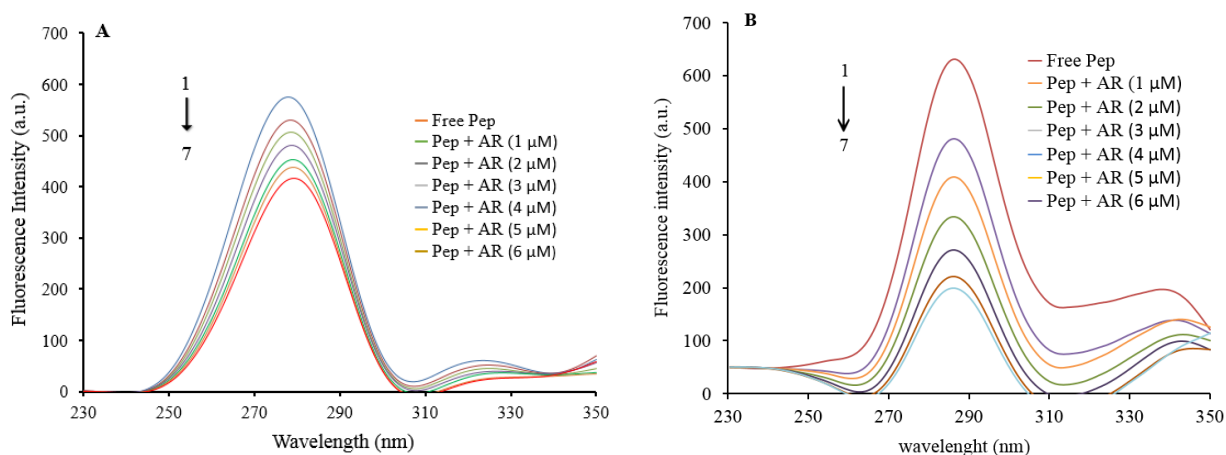 A
Fluorescence Intensity (a.u.)
700
600
500
400
300
200
100
0
230
250
270
290
310
330
350
Wavelength (nm)
1
7
Free Pep
Pep + AR (1 µM)
Pep + AR (2 µM)
Pep + AR (3 µM)
Pep + AR (4 µM)
Pep + AR (5 µM)
Pep + AR (6 µM)
B
Fluorescence intensity (a.u.)
700
600
500
400
300
200
100
0
230
250
270
290
310
330
350
wavelenght (nm)
1
7
Free Pep
Pep + AR (1 µM)
Pep + AR (2 µM)
Pep + AR (3 µM)
Pep + AR (4 µM)
Pep + AR (5 µM)
Pep + AR (6 µM)